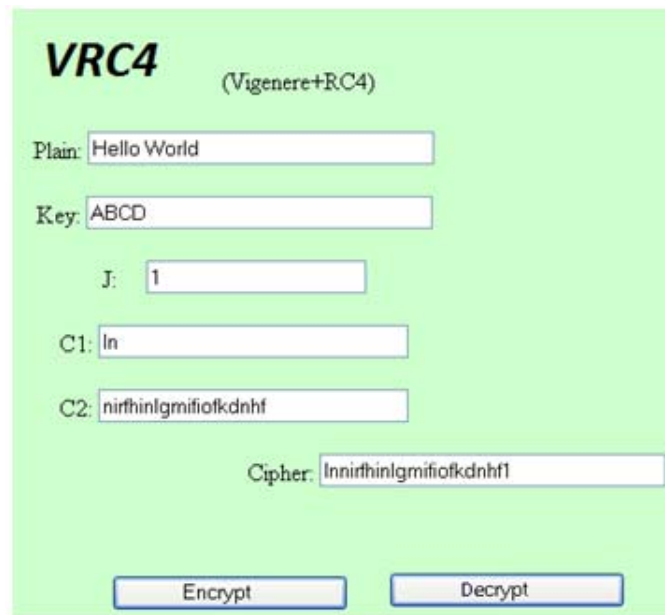 VRC4
(Vigenere+RC4)
Plain: Hello World
Key: ABCD
J: 1
C1: ln
C2: nirfhinlgmifiofkdnhf
Cipher: lnnirfhinlgmifiofkdnhf1
Encrypt Decrypt